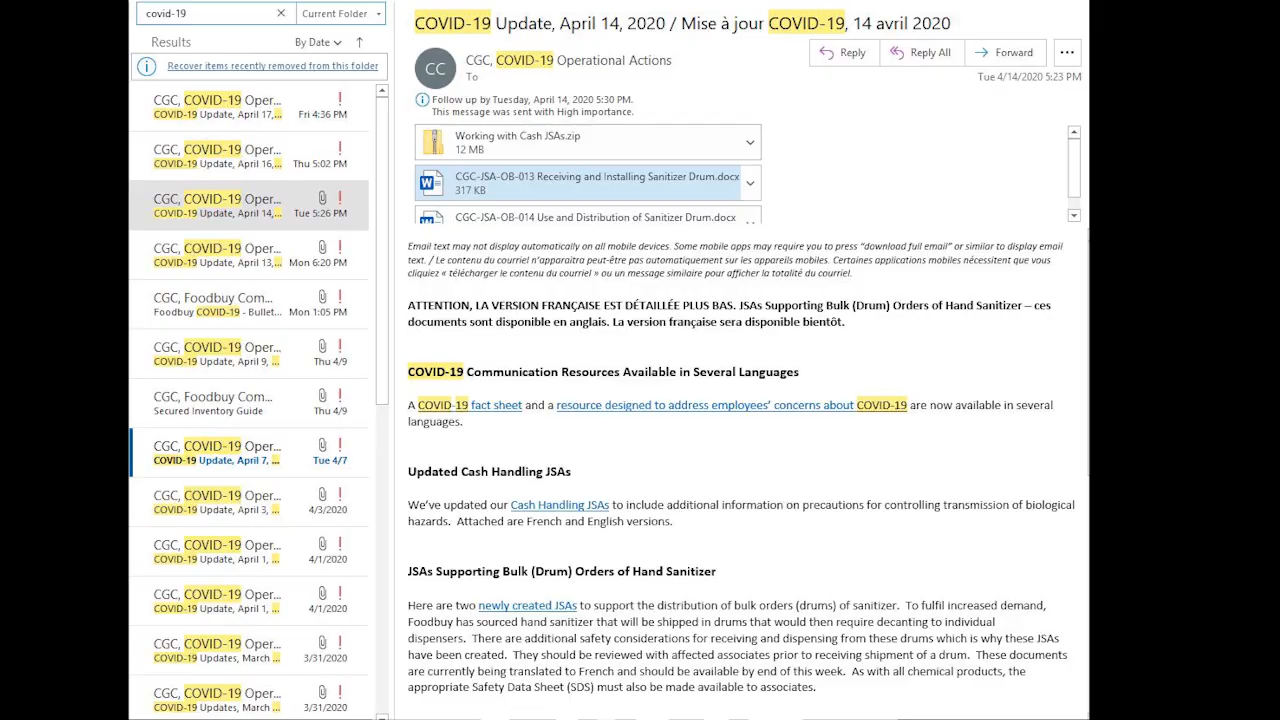 covid-19
Current Folder
Results
By Date
Recover items recently removed from this folder
CGC, COVID-19 Oper...
COVID-19 Update, April 17,...
Fri 4:36 PM
CGC, COVID-19 Oper...
COVID-19 Update, April 16,...
Thu 5:02 PM
CGC, COVID-19 Oper...
COVID-19 Update, April 14,...
Tue 5:26 PM
CGC, COVID-19 Oper...
COVID-19 Update, April 13,...
Mon 6:20 PM
CGC, Foodbuy Com...
Foodbuy COVID-19 - Bullet...
Mon 1:05 PM
CGC, COVID-19 Oper...
COVID-19 Update, April 9, ...
Thu 4/9
CGC, Foodbuy Com...
Secured Inventory Guide
Thu 4/9
CGC, COVID-19 Oper...
COVID-19 Update, April 7, ...
Tue 4/7
CGC, COVID-19 Oper...
COVID-19 Update, April 3, ...
4/3/2020
CGC, COVID-19 Oper...
COVID-19 Update, April 1, ...
4/1/2020
CGC, COVID-19 Oper...
COVID-19 Update, April 1, ...
4/1/2020
CGC, COVID-19 Oper...
COVID-19 Updates, March ...
3/31/2020
CGC, COVID-19 Oper...
COVID-19 Updates, March ...
3/31/2020
COVID-19 Update, April 14, 2020 / Mise à jour COVID-19, 14 avril 2020
CC
CGC, COVID-19 Operational Actions
To
Reply
Reply All
Forward
...
Tue 4/14/2020 5:23 PM
Follow up by Tuesday, April 14, 2020 5:30 PM.
This message was sent with High importance.
Working with Cash JSAs.zip
12 MB
CGC-JSA-OB-013 Receiving and Installing Sanitizer Drum.docx
317 KB
CGC-JSA-OB-014 Use and Distribution of Sanitizer Drum.docx
Email text may not display automatically on all mobile devices. Some mobile apps may require you to press “download full email” or similar to display email
text. / Le contenu du courriel n’apparaitra peut-être pas automatiquement sur les appareils mobiles. Certaines applications mobiles nécessitent que vous
cliquiez « télécharger le contenu du courriel » ou un message similaire pour afficher la totalité du courriel.
ATTENTION, LA VERSION FRANÇAISE EST DÉTAILLÉE PLUS BAS. JSAs Supporting Bulk (Drum) Orders of Hand Sanitizer – ces
documents sont disponible en anglais. La version française sera disponible bientôt.
COVID-19 Communication Resources Available in Several Languages
A COVID-19 fact sheet and a resource designed to address employees’ concerns about COVID-19 are now available in several
languages.
Updated Cash Handling JSAs
We’ve updated our Cash Handling JSAs to include additional information on precautions for controlling transmission of biological
hazards. Attached are French and English versions.
JSAs Supporting Bulk (Drum) Orders of Hand Sanitizer
Here are two newly created JSAs to support the distribution of bulk orders (drums) of sanitizer. To fulfil increased demand,
Foodbuy has sourced hand sanitizer that will be shipped in drums that would then require decanting to individual
dispensers. There are additional safety considerations for receiving and dispensing from these drums which is why these JSAs
have been created. They should be reviewed with affected associates prior to receiving shipment of a drum. These documents
are currently being translated to French and should be available by end of this week. As with all chemical products, the
appropriate Safety Data Sheet (SDS) must also be made available to associates.